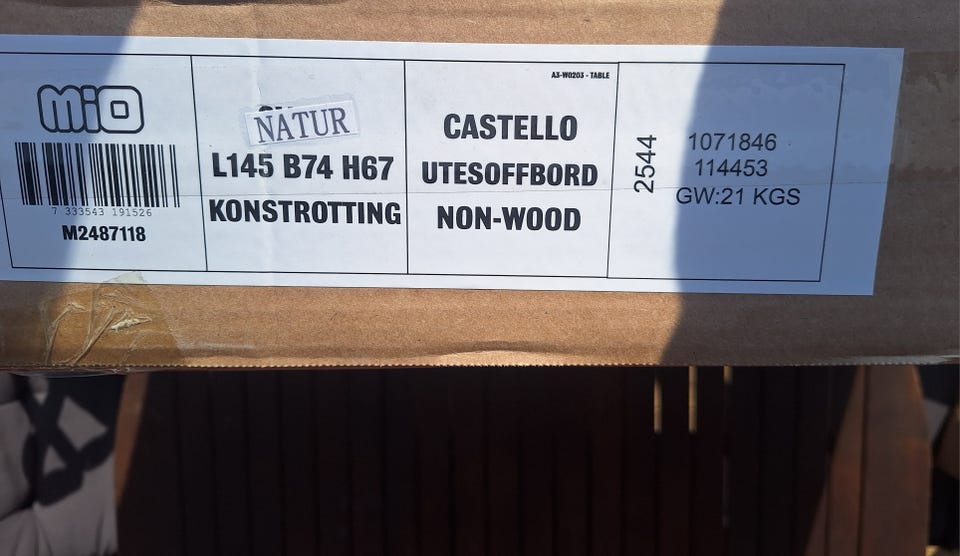 mio
7 333543 191526
M2487118
NATUR
L145 B74 H67
KONSTROTTING
A3-W0203 - TABLE
CASTELLO
UTESOFFBORD
NON-WOOD
2544
1071846
114453
GW:21 KGS